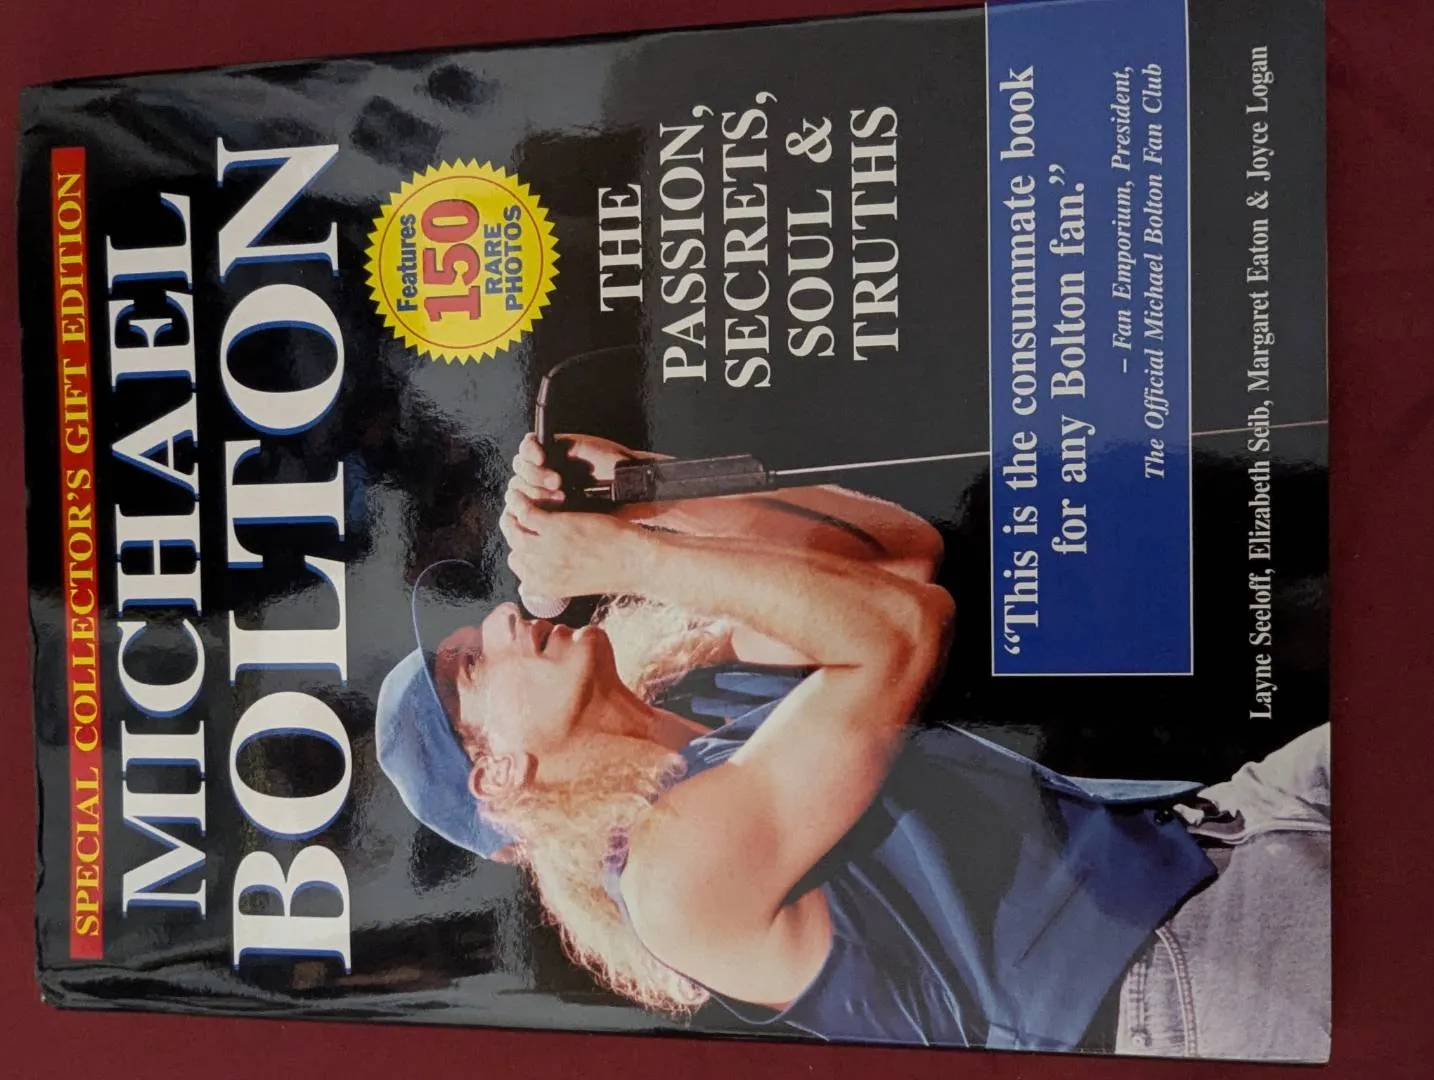 SPECIAL COLLECTOR'S GIFT EDITION
MICHAEL
BOLTON
Features
150
RARE
PHOTOS
THE
PASSION,
SECRETS,
SOUL &
TRUTHS
“This is the consummate book
for any Bolton fan.”
– Fan Emporium, President,
The Official Michael Bolton Fan Club
Layne Seeloff, Elizabeth Seib, Margaret Eaton & Joyce Logan